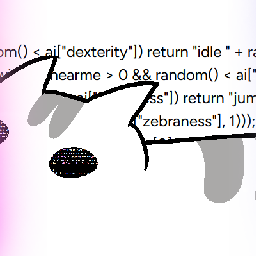 om() < ai["dexterity"]) return "idle " + ra
nearme > 0 && random() < ai["
ss"]) return "jum
["zebraness"], 1)));